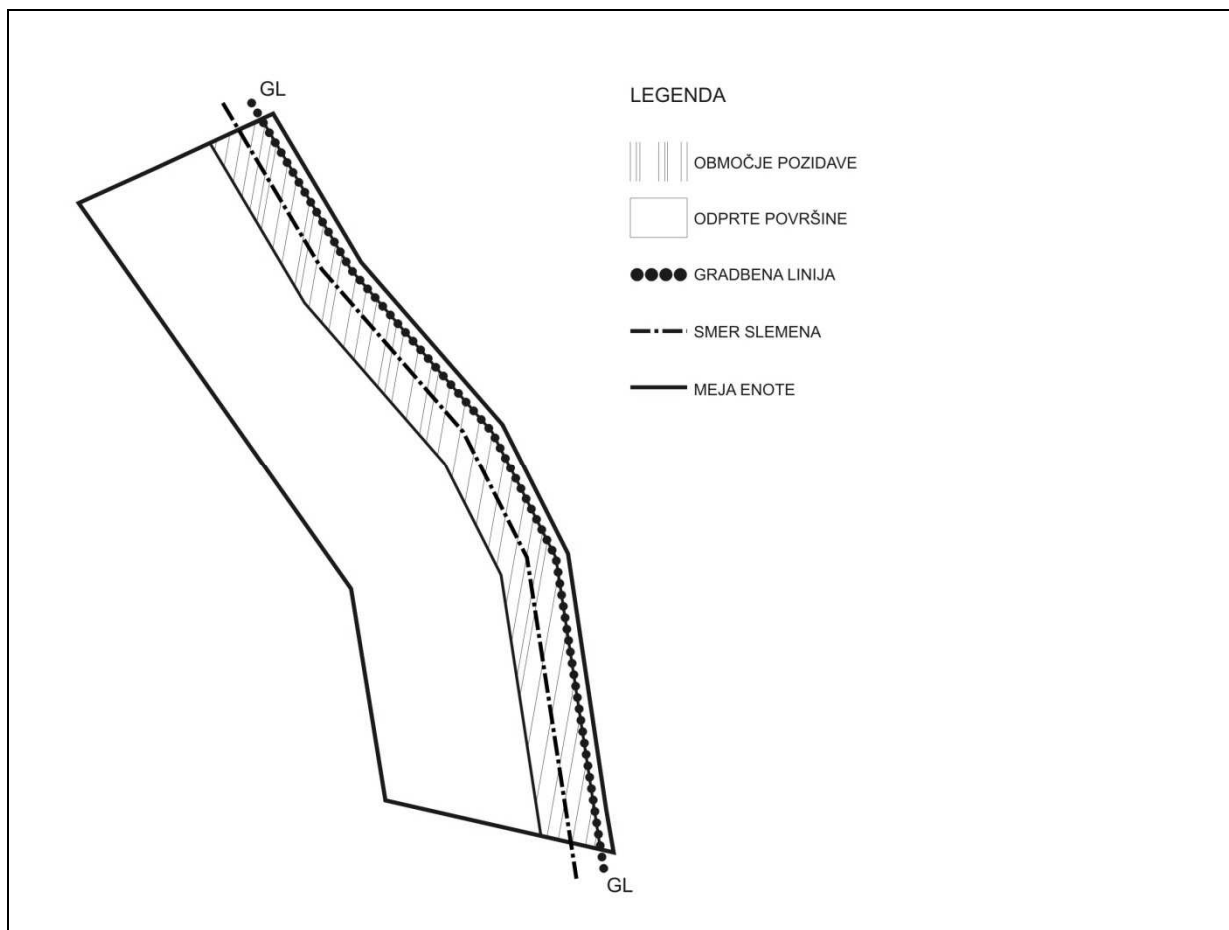 GL
LEGENDA
OBMOČJE POZIDAVE
ODPRTE POVRŠINE
GRADBENA LINIJA
SMER SLEMENA
MEJA ENOTE
GL